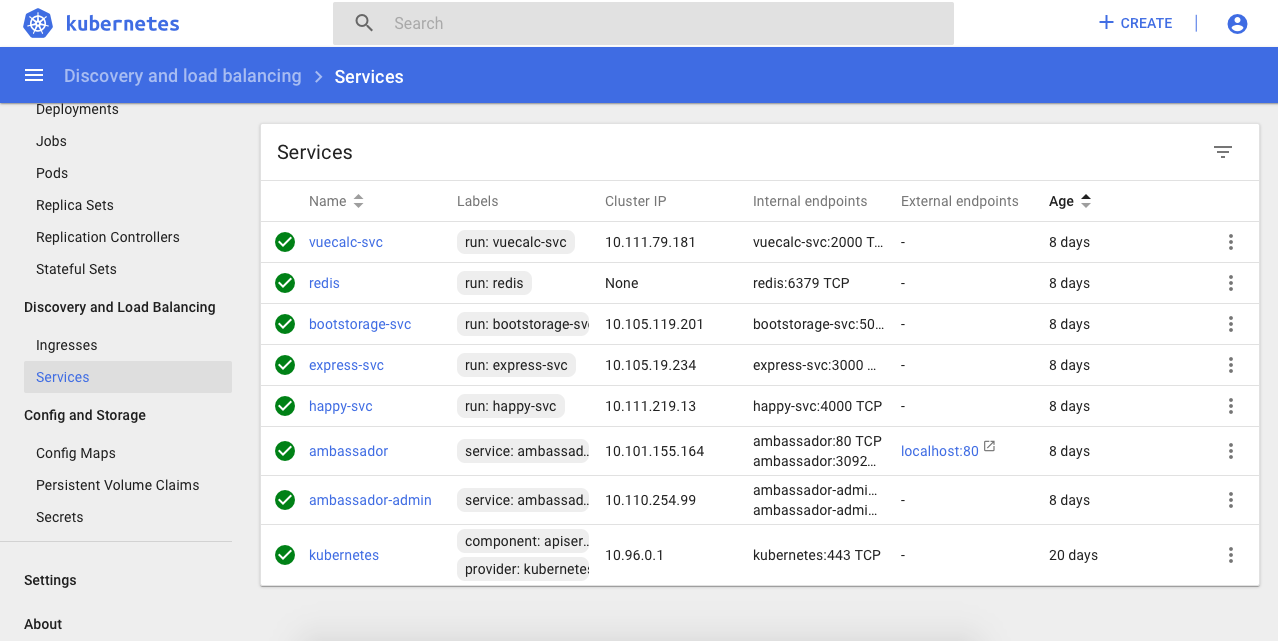 kubernetes
Search
CREATE
Discovery and load balancing > Services
Deployments
Jobs
Pods
Replica Sets
Replication Controllers
Stateful Sets
Discovery and Load Balancing
Ingresses
Services
Config and Storage
Config Maps
Persistent Volume Claims
Secrets
Settings
About
Services
Name Labels Cluster IP Internal endpoints External endpoints Age
vuecalc-svc run: vuecalc-svc 10.111.79.181 vuecalc-svc:2000 T... - 8 days
redis run: redis None redis:6379 TCP - 8 days
bootstorage-svc run: bootstorage-sv 10.105.119.201 bootstorage-svc:50... - 8 days
express-svc run: express-svc 10.105.19.234 express-svc:3000 ... - 8 days
happy-svc run: happy-svc 10.111.219.13 happy-svc:4000 TCP - 8 days
ambassador service: ambassad... 10.101.155.164 ambassador:80 TCP localhost:80 8 days
ambassador:3092...
ambassador-admin service: ambassad... 10.110.254.99 ambassador-admi... - 8 days
ambassador-admi...
kubernetes component: apiser... 10.96.0.1 kubernetes:443 TCP - 20 days
provider: kubernetes